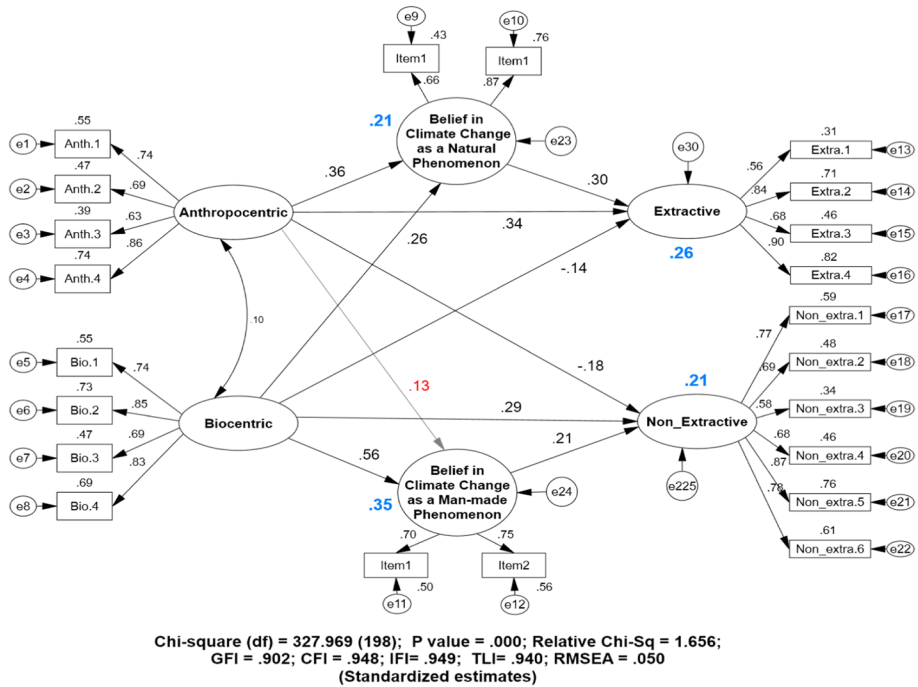 e9
.43
e10
.76
Item1
Item1
.66
.87
.21
Belief in
Climate Change
as a Natural
Phenomenon
e23
e30
.55
e1
Anth.1
.74
.47
e2
Anth.2
.69
.39
e3
Anth.3
.63
.74
e4
Anth.4
.86
Anthropocentric
.36
.30
.34
.26
-.14
Extractive
.26
.31
.56
Extra.1
e13
.71
.84
Extra.2
e14
.46
.68
Extra.3
e15
.82
.90
Extra.4
e16
.10
.13
-.18
.55
e5
Bio.1
.74
.73
e6
Bio.2
.85
.47
e7
Bio.3
.69
.69
e8
Bio.4
.83
Biocentric
.29
.56
.21
.21
Non_Extractive
e225
.59
.77
Non_extra.1
e17
.48
.69
Non_extra.2
e18
.34
.58
Non_extra.3
e19
.46
.68
Non_extra.4
e20
.76
.87
Non_extra.5
e21
.61
.78
Non_extra.6
e22
.35
Belief in
Climate Change
as a Man-made
Phenomenon
e24
.70
.75
Item1
Item2
.50
.56
e11
e12
Chi-square (df) = 327.969 (198); P value = .000; Relative Chi-Sq = 1.656;
GFI = .902; CFI = .948; IFI= .949; TLI= .940; RMSEA = .050
(Standardized estimates)